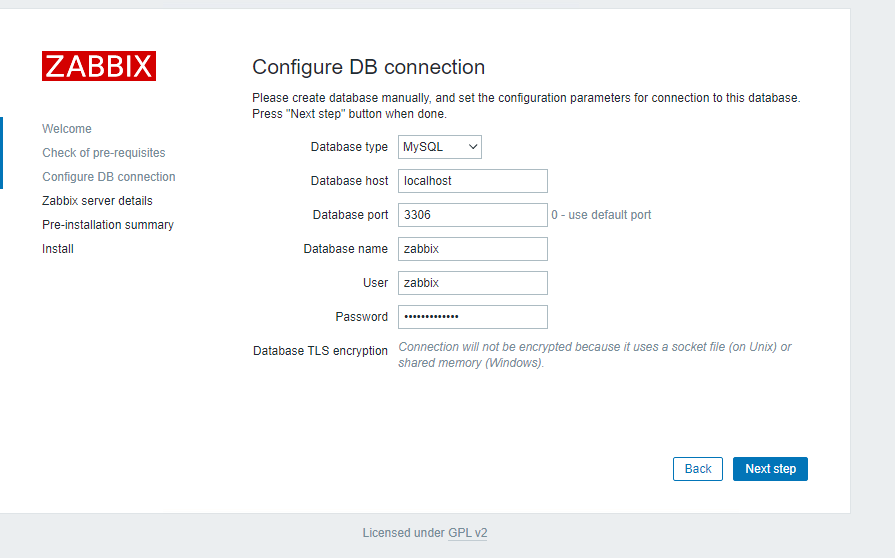 ZABBIX
Welcome
Check of pre-requisites
Configure DB connection
Zabbix server details
Pre-installation summary
Install
Configure DB connection
Please create database manually, and set the configuration parameters for connection to this database.
Press "Next step" button when done.
Database type MySQL
Database host localhost
Database port 3306 0 - use default port
Database name zabbix
User zabbix
Password •••••••••••••
Database TLS encryption Connection will not be encrypted because it uses a socket file (on Unix) or
shared memory (Windows).
Back Next step
Licensed under GPL v2